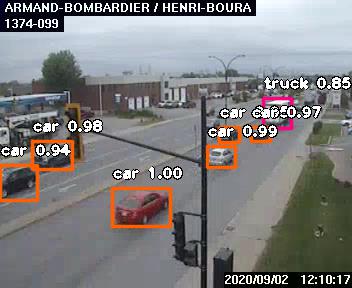 ARMAND-BOMBARDIER / HENRI-BOURA
1374-099
truck 0.85
car 0.97
car 0.98
car 0.99
car 0.94
car 1.00
2020/09/02 12:10:17